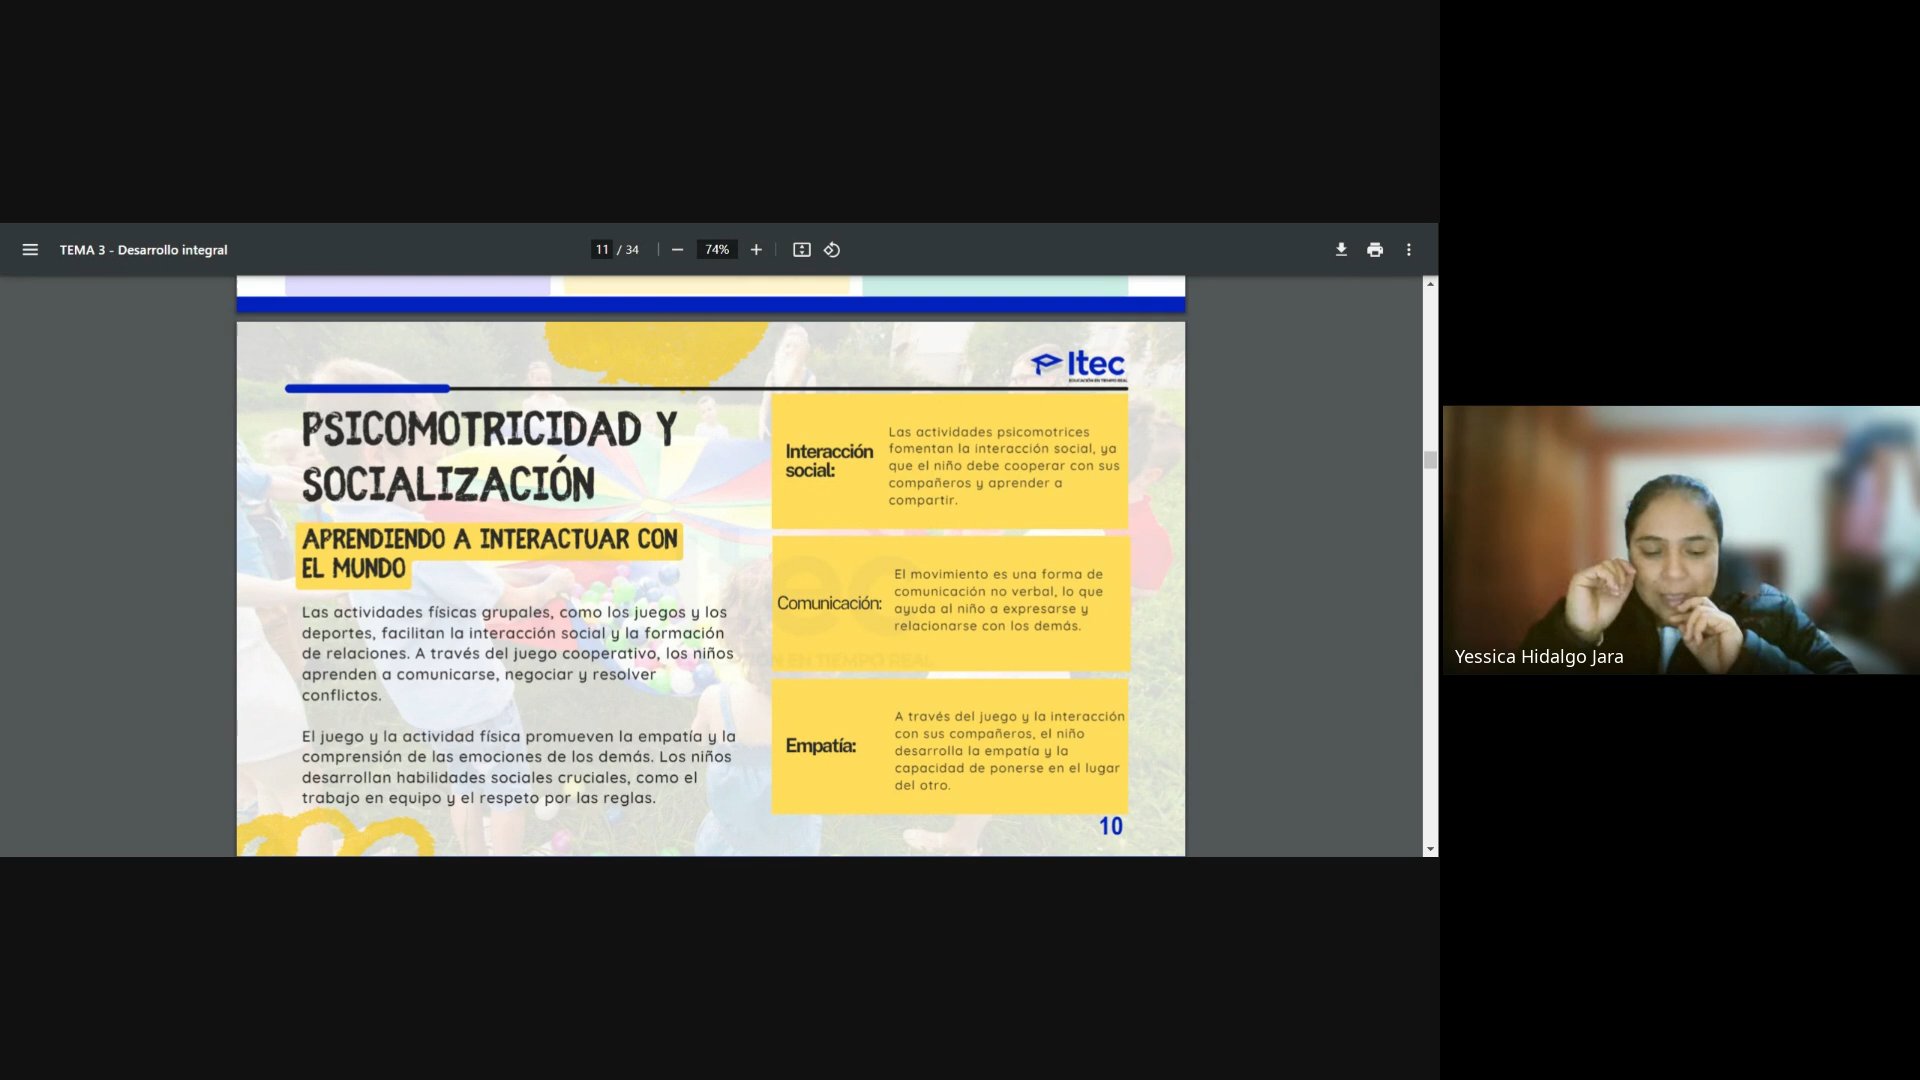 TEMA 3 - Desarrollo integral
11 / 34
74%
Itec
EDUCACIÓN EN TIEMPO REAL
PSICOMOTRICIDAD Y
SOCIALIZACIÓN
APRENDIENDO A INTERACTUAR CON
EL MUNDO
Las actividades físicas grupales, como los juegos y los
deportes, facilitan la interacción social y la formación
de relaciones. A través del juego cooperativo, los niños
aprenden a comunicarse, negociar y resolver
conflictos.
El juego y la actividad física promueven la empatía y la
comprensión de las emociones de los demás. Los niños
desarrollan habilidades sociales cruciales, como el
trabajo en equipo y el respeto por las reglas.
Interacción
social:
Las actividades psicomotrices
fomentan la interacción social, ya
que el niño debe cooperar con sus
compañeros y aprender a
compartir.
Comunicación:
El movimiento es una forma de
comunicación no verbal, lo que
ayuda al niño a expresarse y
relacionarse con los demás.
Empatía:
A través del juego y la interacción
con sus compañeros, el niño
desarrolla la empatía y la
capacidad de ponerse en el lugar
del otro.
10
Yessica Hidalgo Jara